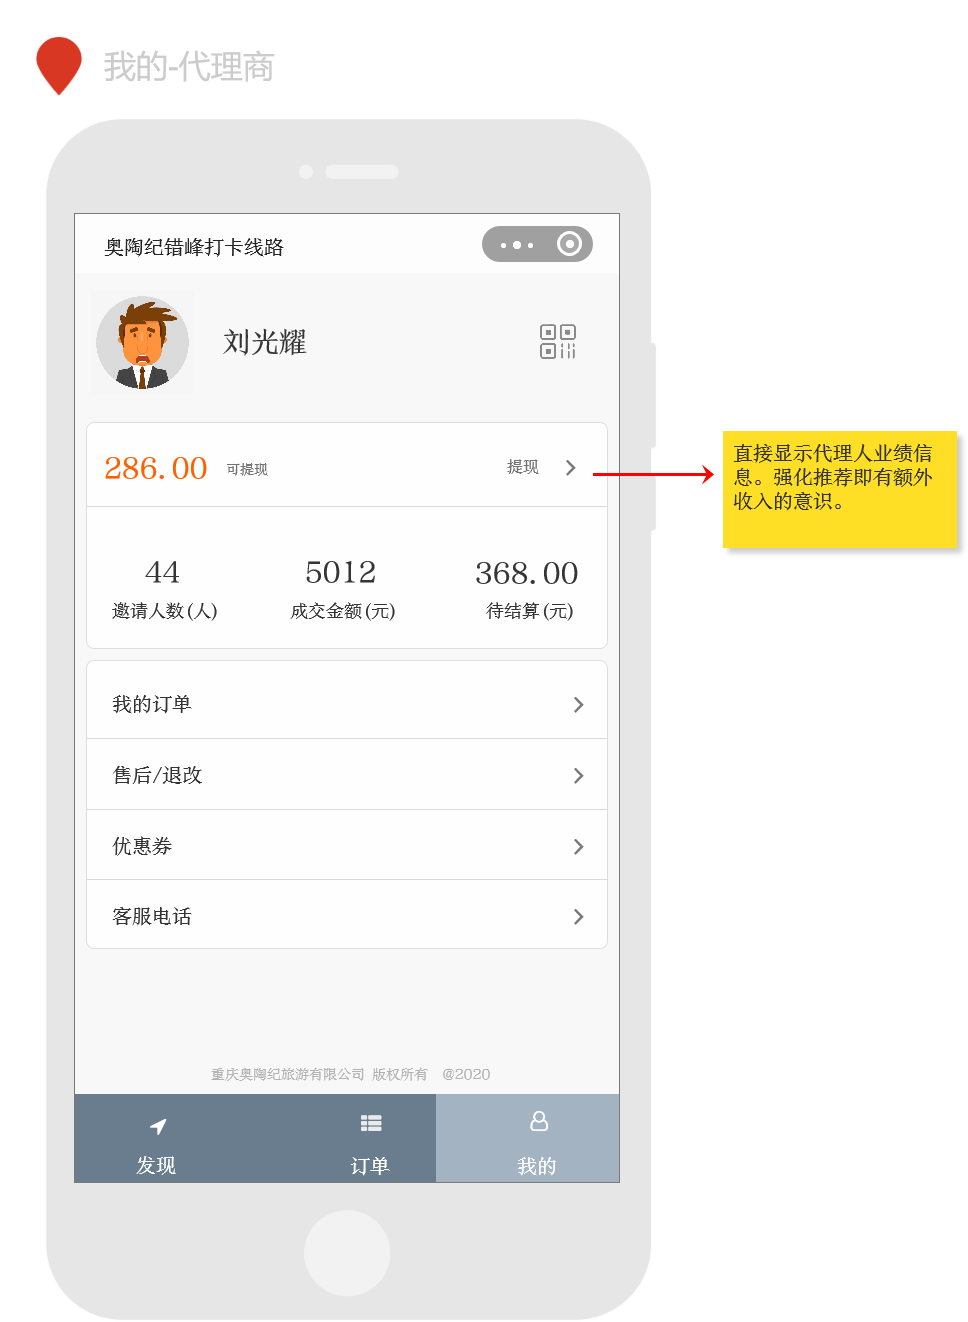 我的-代理商
奥陶纪错峰打卡线路
刘光耀
286.00 可提现 提现
直接显示代理人业绩信
息。强化推荐即有额外
收入的意识。
44 5012 368.00
邀请人数(人) 成交金额(元) 待结算(元)
我的订单
售后/退改
优惠券
客服电话
重庆奥陶纪旅游有限公司 版权所有 @2020
发现 订单 我的